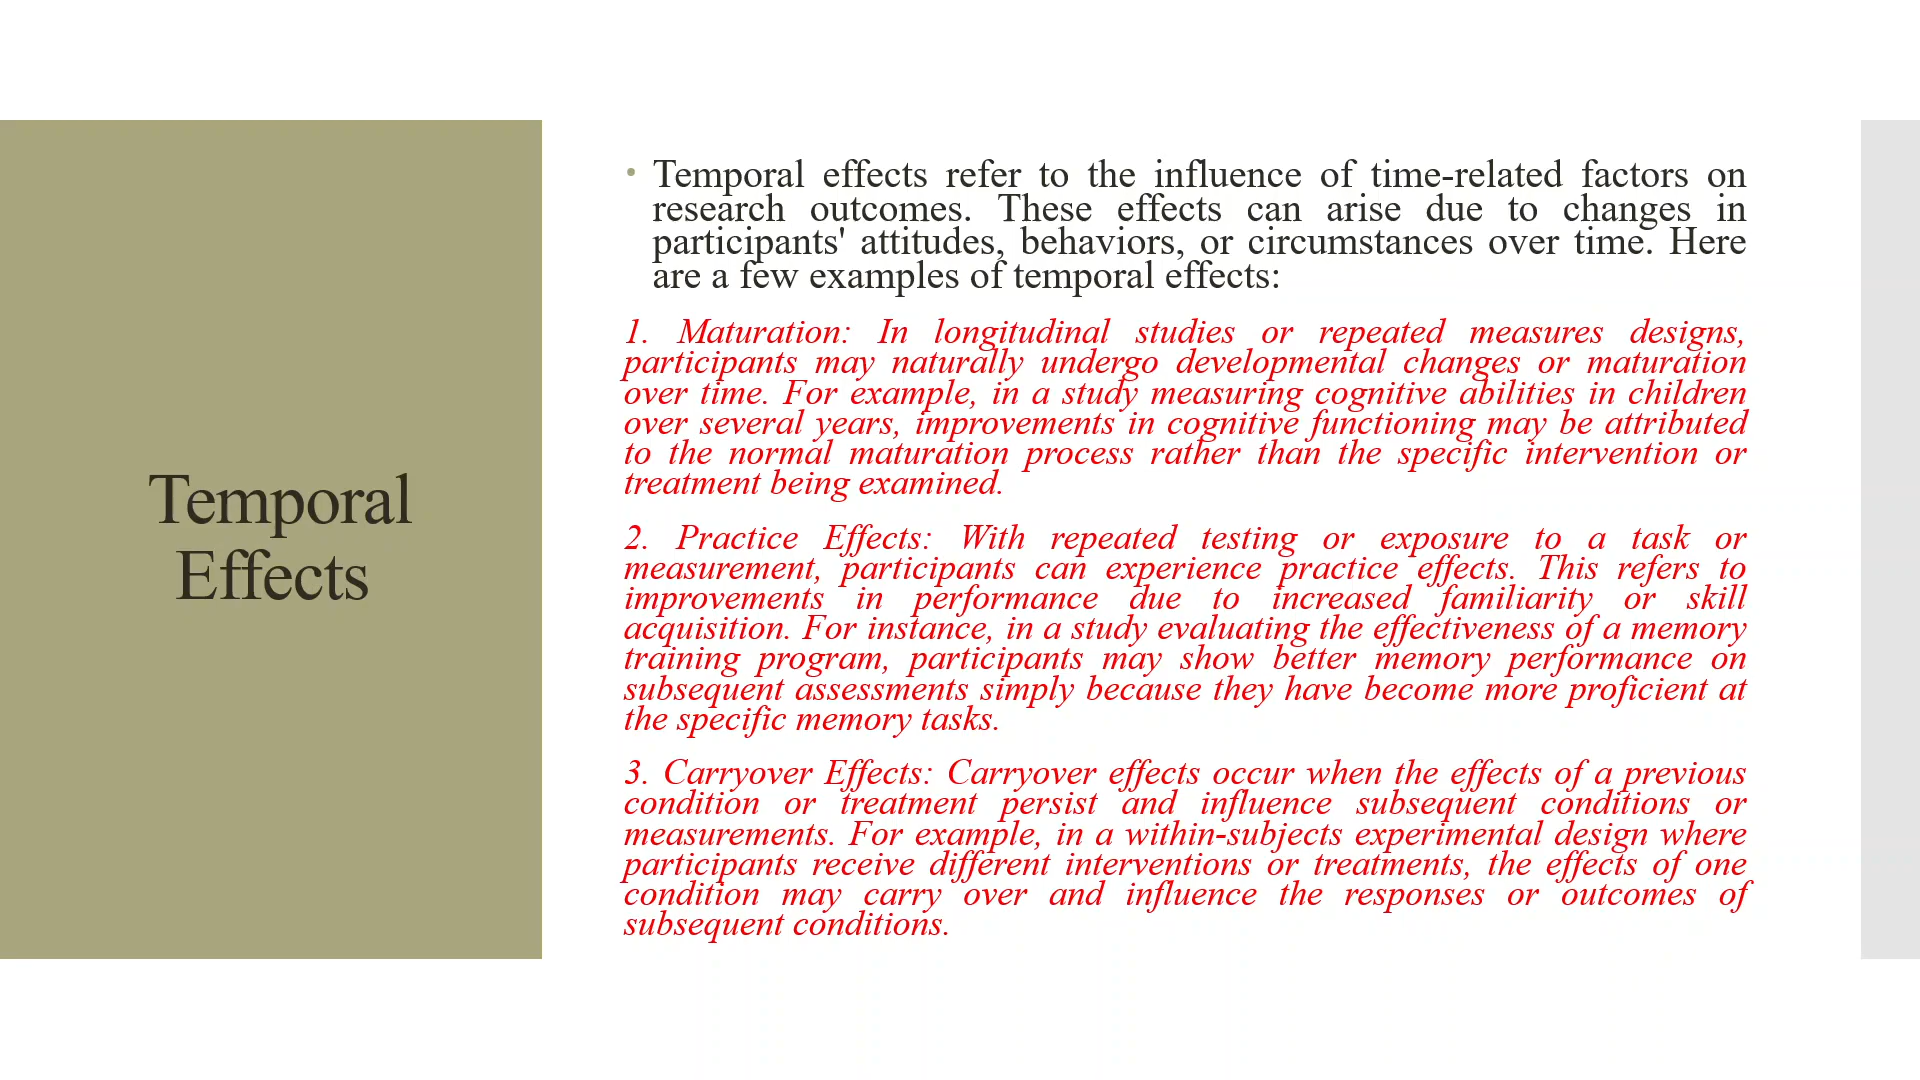 Temporal
Effects
• Temporal effects refer to the influence of time-related factors on
research outcomes. These effects can arise due to changes in
participants' attitudes, behaviors, or circumstances over time. Here
are a few examples of temporal effects:
1. Maturation: In longitudinal studies or repeated measures designs,
participants may naturally undergo developmental changes or maturation
over time. For example, in a study measuring cognitive abilities in children
over several years, improvements in cognitive functioning may be attributed
to the normal maturation process rather than the specific intervention or
treatment being examined.
2. Practice Effects: With repeated testing or exposure to a task or
measurement, participants can experience practice effects. This refers to
improvements in performance due to increased familiarity or skill
acquisition. For instance, in a study evaluating the effectiveness of a memory
training program, participants may show better memory performance on
subsequent assessments simply because they have become more proficient at
the specific memory tasks.
3. Carryover Effects: Carryover effects occur when the effects of a previous
condition or treatment persist and influence subsequent conditions or
measurements. For example, in a within-subjects experimental design where
participants receive different interventions or treatments, the effects of one
condition may carry over and influence the responses or outcomes of
subsequent conditions.